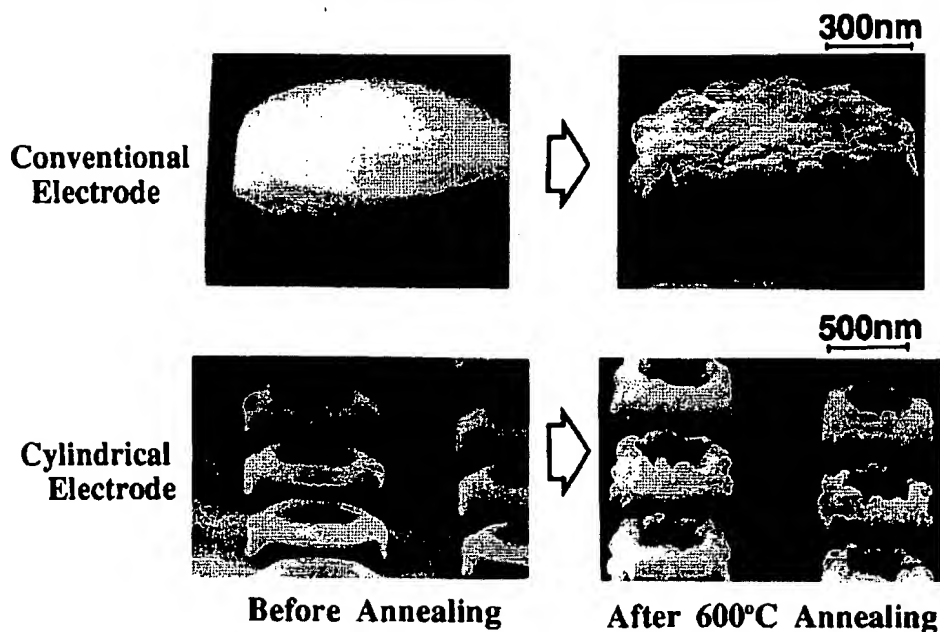 300nm
Conventional
Electrode
500nm
Cylindrical
Electrode
Before Annealing
After 600°C Annealing